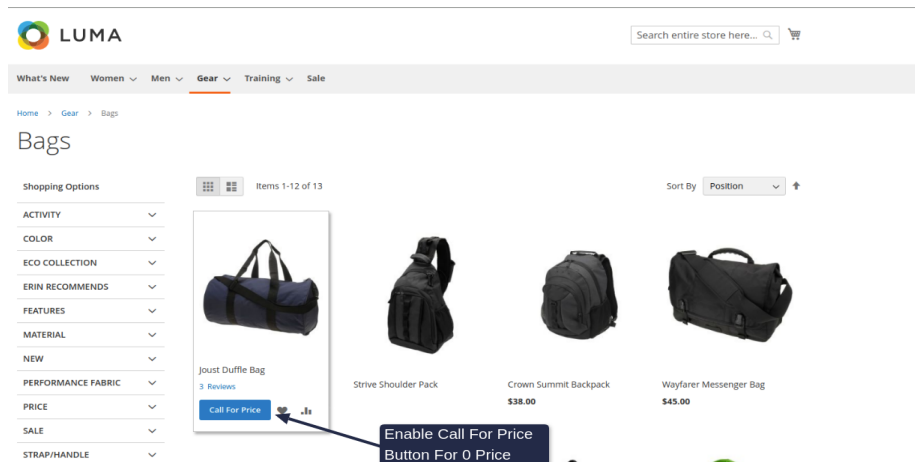 LUMA
Search entire store here...
What's New Women Men Gear Training Sale
Home > Gear > Bags
Bags
Shopping Options
Items 1-12 of 13
Sort By Position
ACTIVITY
COLOR
ECO COLLECTION
ERIN RECOMMENDS
FEATURES
MATERIAL
NEW
PERFORMANCE FABRIC
PRICE
SALE
STRAP/HANDLE
Joust Duffle Bag
3 Reviews
Call For Price
Strive Shoulder Pack
Crown Summit Backpack
$38.00
Wayfarer Messenger Bag
$45.00
Enable Call For Price
Button For 0 Price